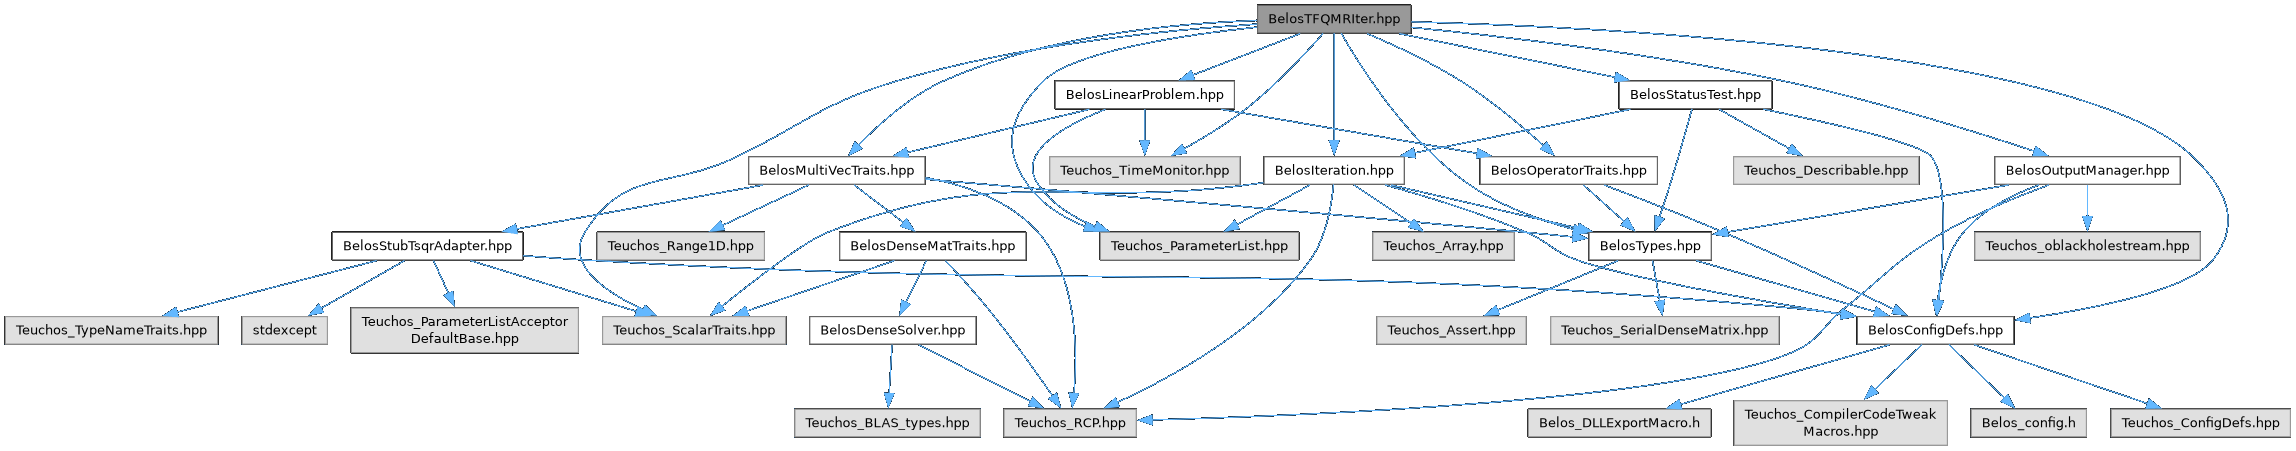 BelosTFQMRIter.hpp
BelosLinearProblem.hpp
BelosStatusTest.hpp
BelosMultiVecTraits.hpp
Teuchos_TimeMonitor.hpp
BelosIteration.hpp
BelosOperatorTraits.hpp
Teuchos_Describable.hpp
BelosOutputManager.hpp
BelosStubTsqrAdapter.hpp
Teuchos_Range1D.hpp
BelosDenseMatTraits.hpp
Teuchos_ParameterList.hpp
Teuchos_Array.hpp
BelosTypes.hpp
Teuchos_oblackholestream.hpp
Teuchos_TypeNameTraits.hpp
stdexcept
Teuchos_ParameterListAcceptor
DefaultBase.hpp
Teuchos_ScalarTraits.hpp
BelosDenseSolver.hpp
Teuchos_Assert.hpp
Teuchos_SerialDenseMatrix.hpp
BelosConfigDefs.hpp
Teuchos_BLAS_types.hpp
Teuchos_RCP.hpp
Belos_DLLExportMacro.h
Teuchos_CompilerCodeTweak
Macros.hpp
Belos_config.h
Teuchos_ConfigDefs.hpp